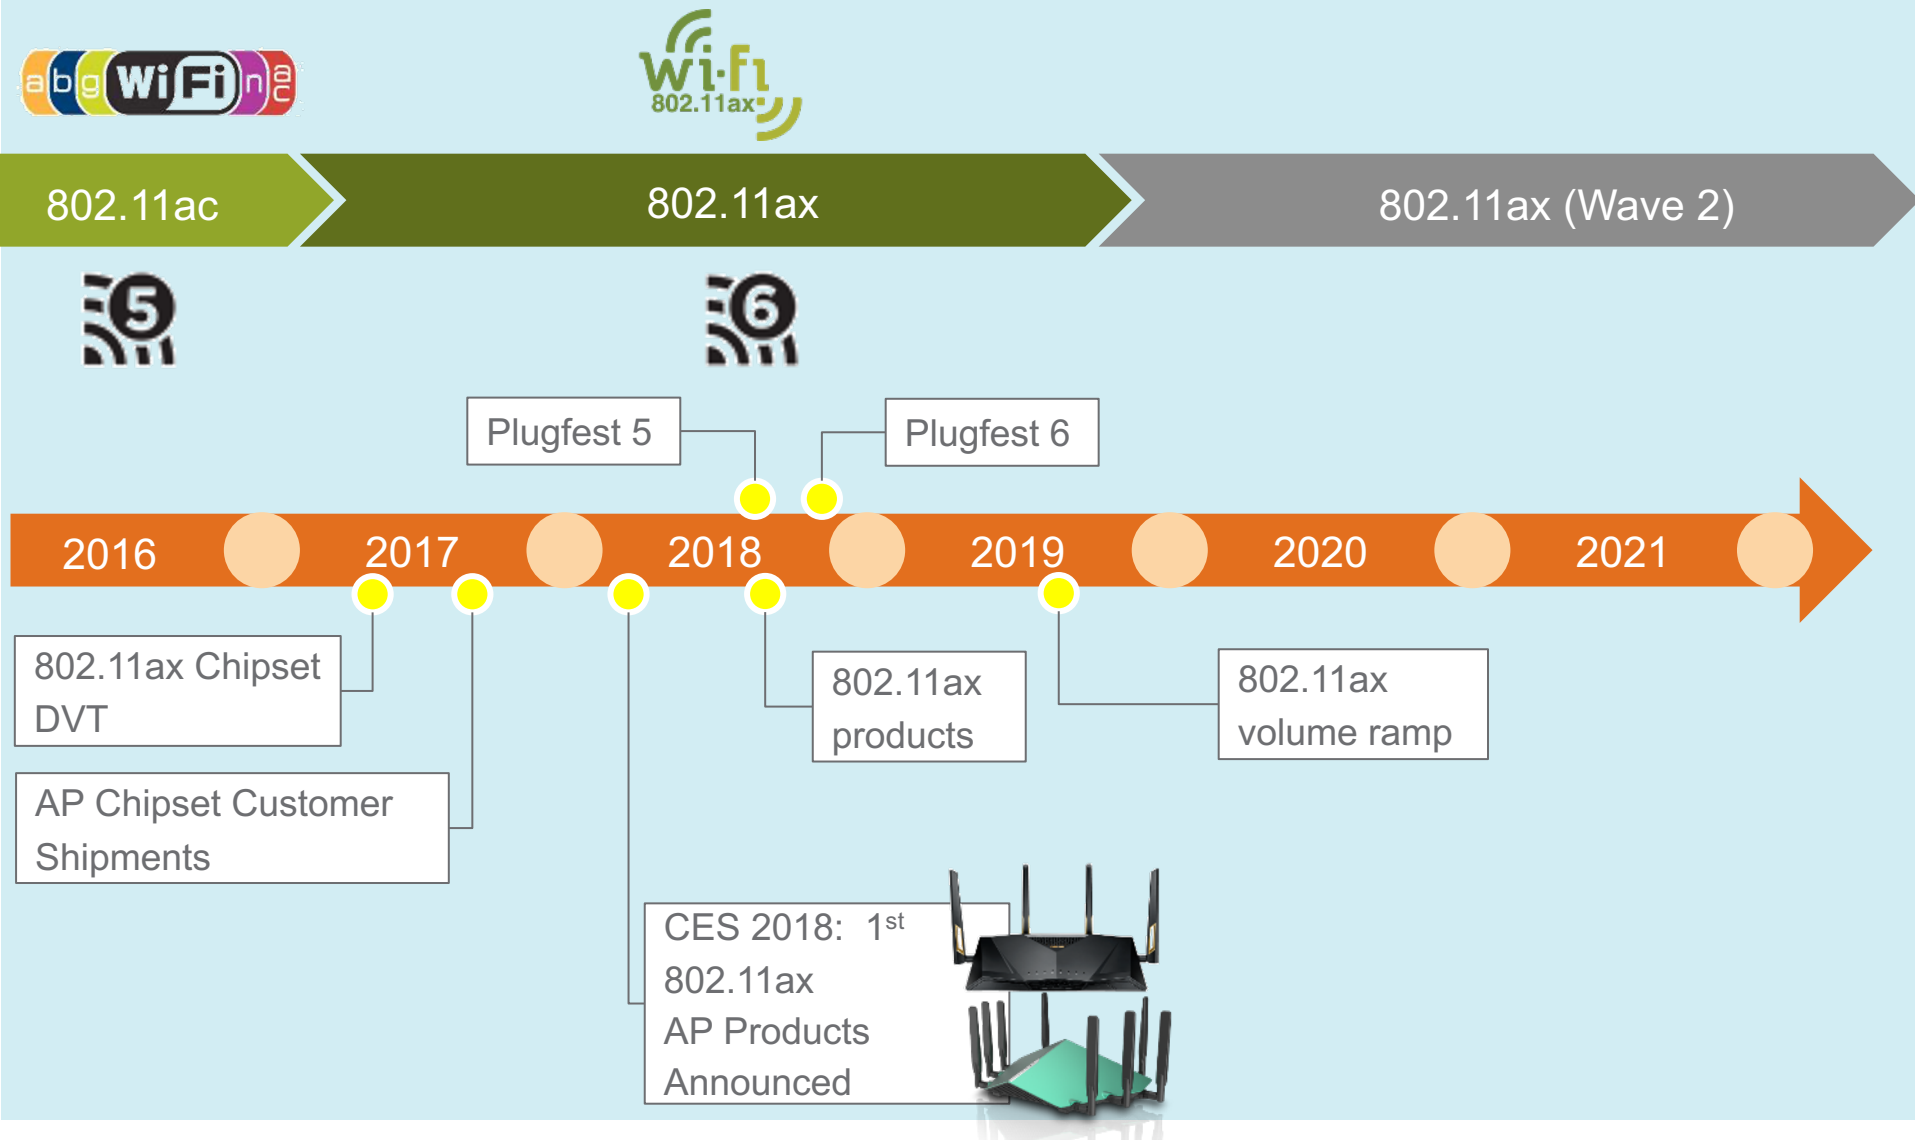 abg WiFi n ac
Wi-Fi
802.11ax
802.11ac
802.11ax
802.11ax (Wave 2)
5
6
Plugfest 5
Plugfest 6
2016
2017
2018
2019
2020
2021
802.11ax Chipset
DVT
AP Chipset Customer
Shipments
802.11ax
products
802.11ax
volume ramp
CES 2018: 1st
802.11ax
AP Products
Announced